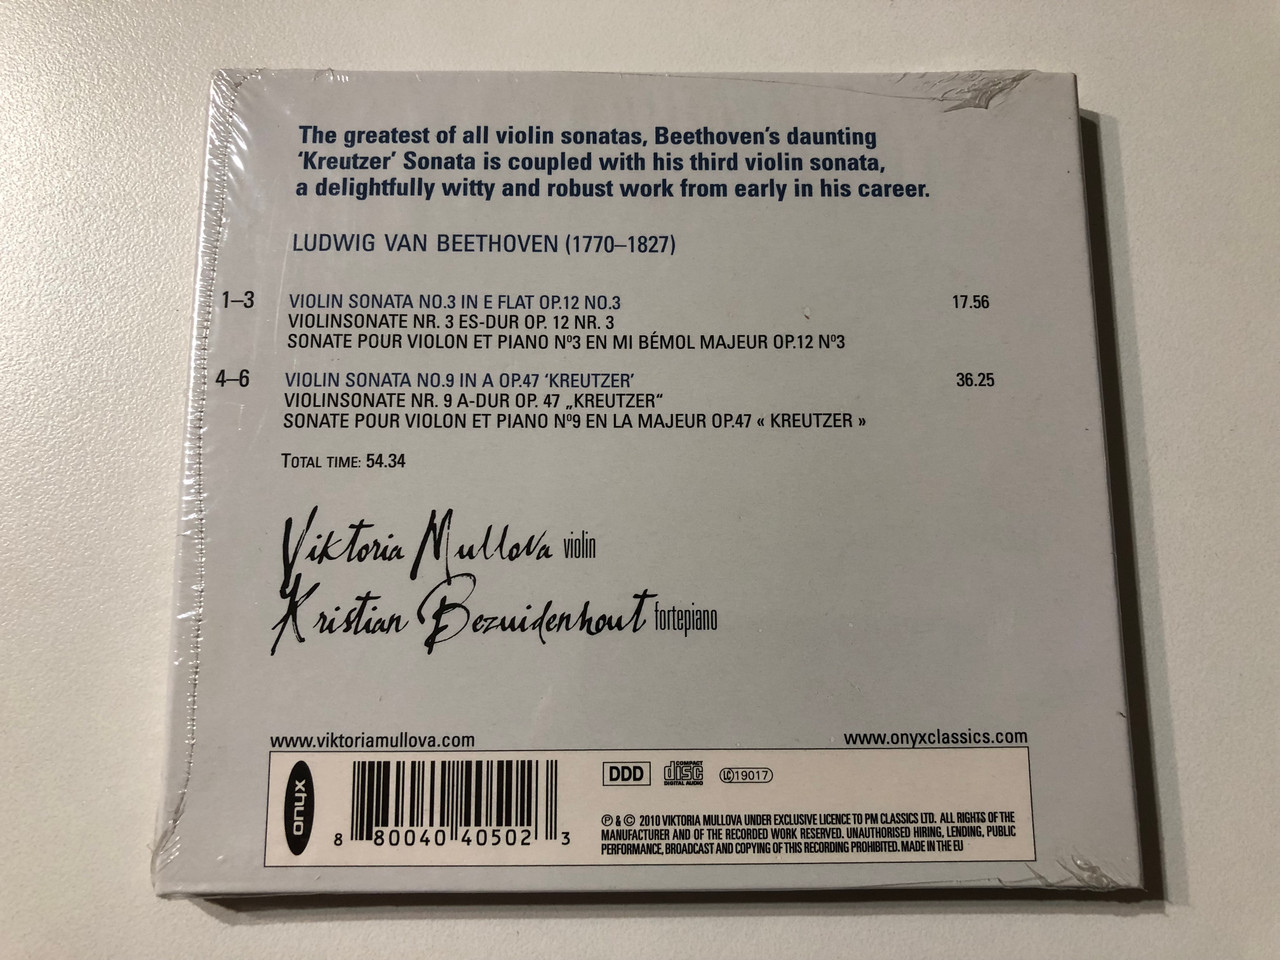 The greatest of all violin sonatas, Beethoven's daunting
'Kreutzer' Sonata is coupled with his third violin sonata,
a delightfully witty and robust work from early in his career.
LUDWIG VAN BEETHOVEN (1770–1827)
1–3 VIOLIN SONATA NO.3 IN E FLAT OP.12 NO.3 17.56
VIOLINSONATE NR. 3 ES-DUR OP. 12 NR. 3
SONATE POUR VIOLON ET PIANO Nº3 EN MI BÉMOL MAJEUR OP.12 Nº3
4–6 VIOLIN SONATA NO.9 IN A OP.47 'KREUTZER' 36.25
VIOLINSONATE NR. 9 A-DUR OP. 47 „KREUTZER“
SONATE POUR VIOLON ET PIANO Nº9 EN LA MAJEUR OP.47 « KREUTZER »
TOTAL TIME: 54.34
Viktoria Mullova violin
Kristian Bezuidenhout fortepiano
www.viktoriamullova.com www.onyxclassics.com
onyx
8 80040 40502 3
DDD COMPACT disc DIGITAL AUDIO LC 19017
℗ & © 2010 VIKTORIA MULLOVA UNDER EXCLUSIVE LICENCE TO PM CLASSICS LTD. ALL RIGHTS OF THE
MANUFACTURER AND OF THE RECORDED WORK RESERVED. UNAUTHORISED HIRING, LENDING, PUBLIC
PERFORMANCE, BROADCAST AND COPYING OF THIS RECORDING PROHIBITED. MADE IN THE EU